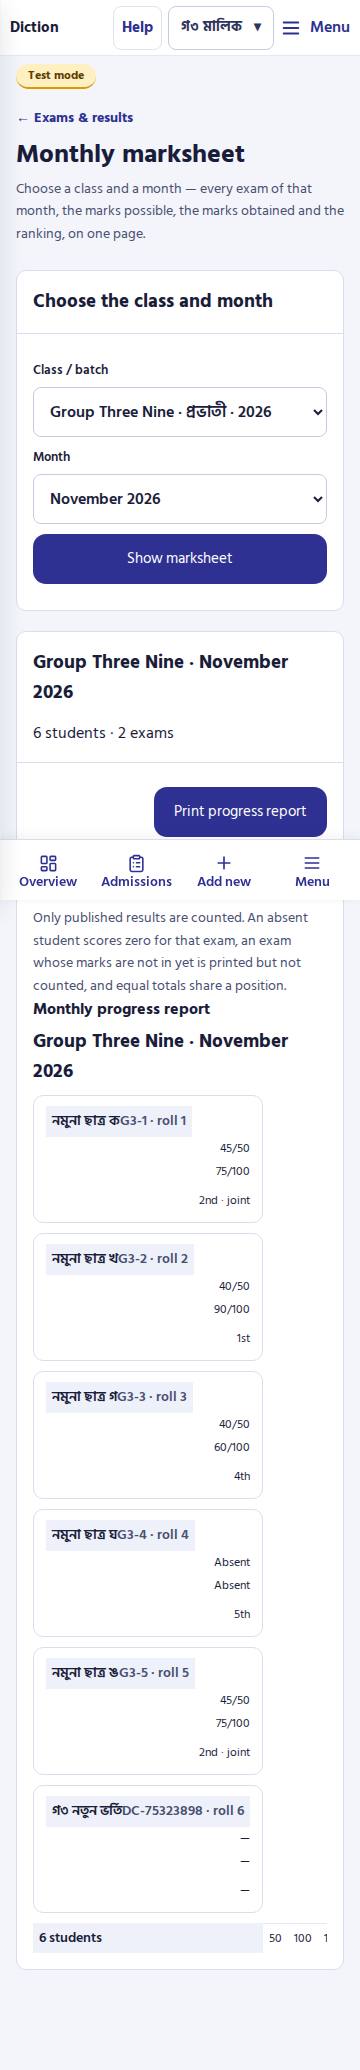 Diction
Help
গ৩ মালিক ▾
Menu
Test mode
← Exams & results
Monthly marksheet
Choose a class and a month — every exam of that
month, the marks possible, the marks obtained and the
ranking, on one page.
Choose the class and month
Class / batch
Group Three Nine · প্রভাতী · 2026
Month
November 2026
Show marksheet
Group Three Nine · November
2026
6 students · 2 exams
Print progress report
Overview
Admissions
Add new
Menu
Only published results are counted. An absent
student scores zero for that exam, an exam
whose marks are not in yet is printed but not
counted, and equal totals share a position.
Monthly progress report
Group Three Nine · November
2026
নমুনা ছাত্র কG3-1 · roll 1
45/50
75/100
2nd · joint
নমুনা ছাত্র খG3-2 · roll 2
40/50
90/100
1st
নমুনা ছাত্র গG3-3 · roll 3
40/50
60/100
4th
নমুনা ছাত্র ঘG3-4 · roll 4
Absent
Absent
5th
নমুনা ছাত্র ঙG3-5 · roll 5
45/50
75/100
2nd · joint
গ৩ নতুন ভর্তিDC-75323898 · roll 6
—
—
—
6 students 50 100